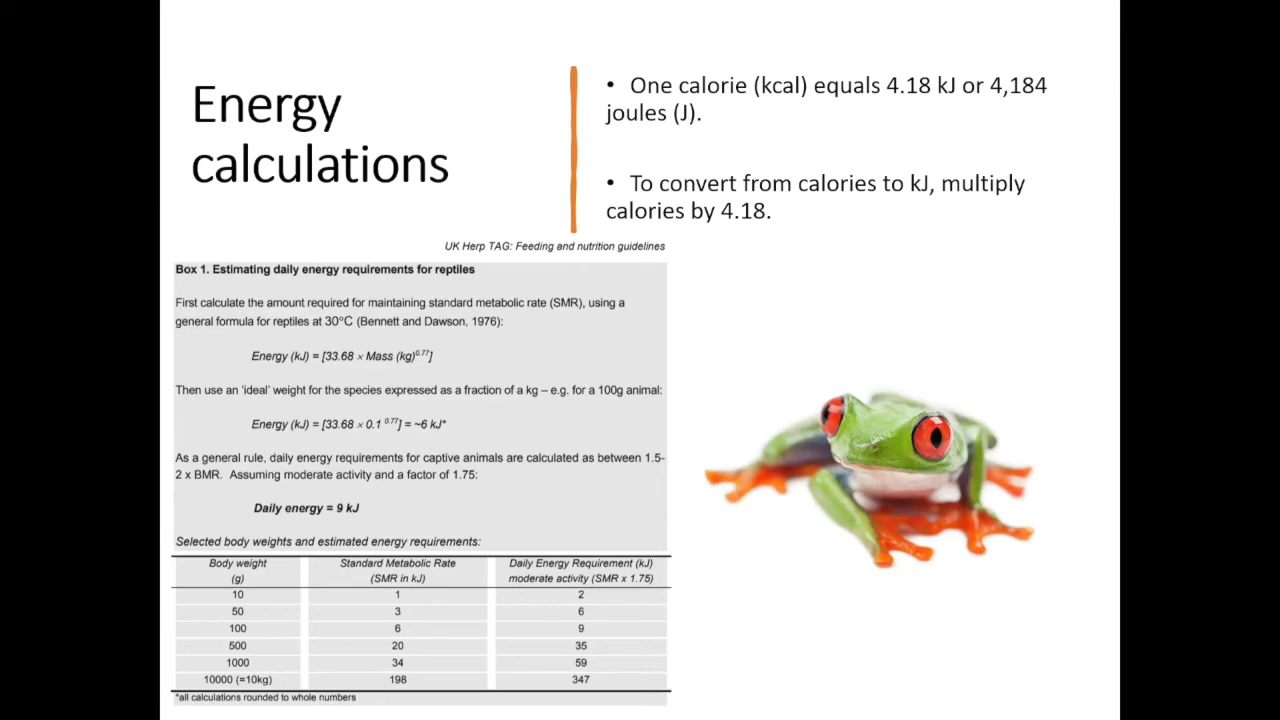 Energy
calculations
• One calorie (kcal) equals 4.18 kJ or 4,184
joules (J).
• To convert from calories to kJ, multiply
calories by 4.18.
UK Herp TAG: Feeding and nutrition guidelines
Box 1. Estimating daily energy requirements for reptiles
First calculate the amount required for maintaining standard metabolic rate (SMR), using a
general formula for reptiles at 30°C (Bennett and Dawson, 1976):
Energy (kJ) = [33.68 × Mass (kg)^0.77]
Then use an 'ideal' weight for the species expressed as a fraction of a kg – e.g. for a 100g animal:
Energy (kJ) = [33.68 × 0.1 ^0.77] = ~6 kJ*
As a general rule, daily energy requirements for captive animals are calculated as between 1.5-
2 x BMR. Assuming moderate activity and a factor of 1.75:
Daily energy = 9 kJ
Selected body weights and estimated energy requirements:
Body weight Standard Metabolic Rate Daily Energy Requirement (kJ)
(g) (SMR in kJ) moderate activity (SMR x 1.75)
10 1 2
50 3 6
100 6 9
500 20 35
1000 34 59
10000 (=10kg) 198 347
*all calculations rounded to whole numbers